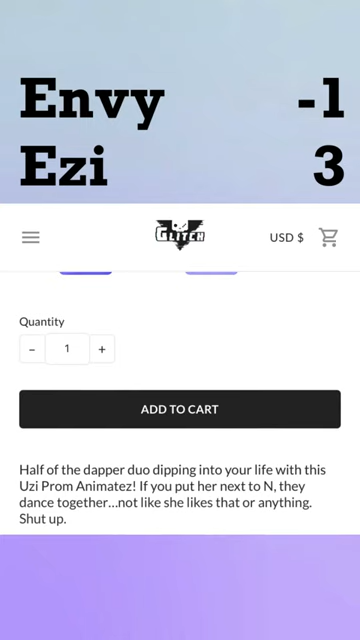 Envy -1
Ezi 3
GLITCH
USD $
Quantity
- 1 +
ADD TO CART
Half of the dapper duo dipping into your life with this
Uzi Prom Animatez! If you put her next to N, they
dance together...not like she likes that or anything.
Shut up.